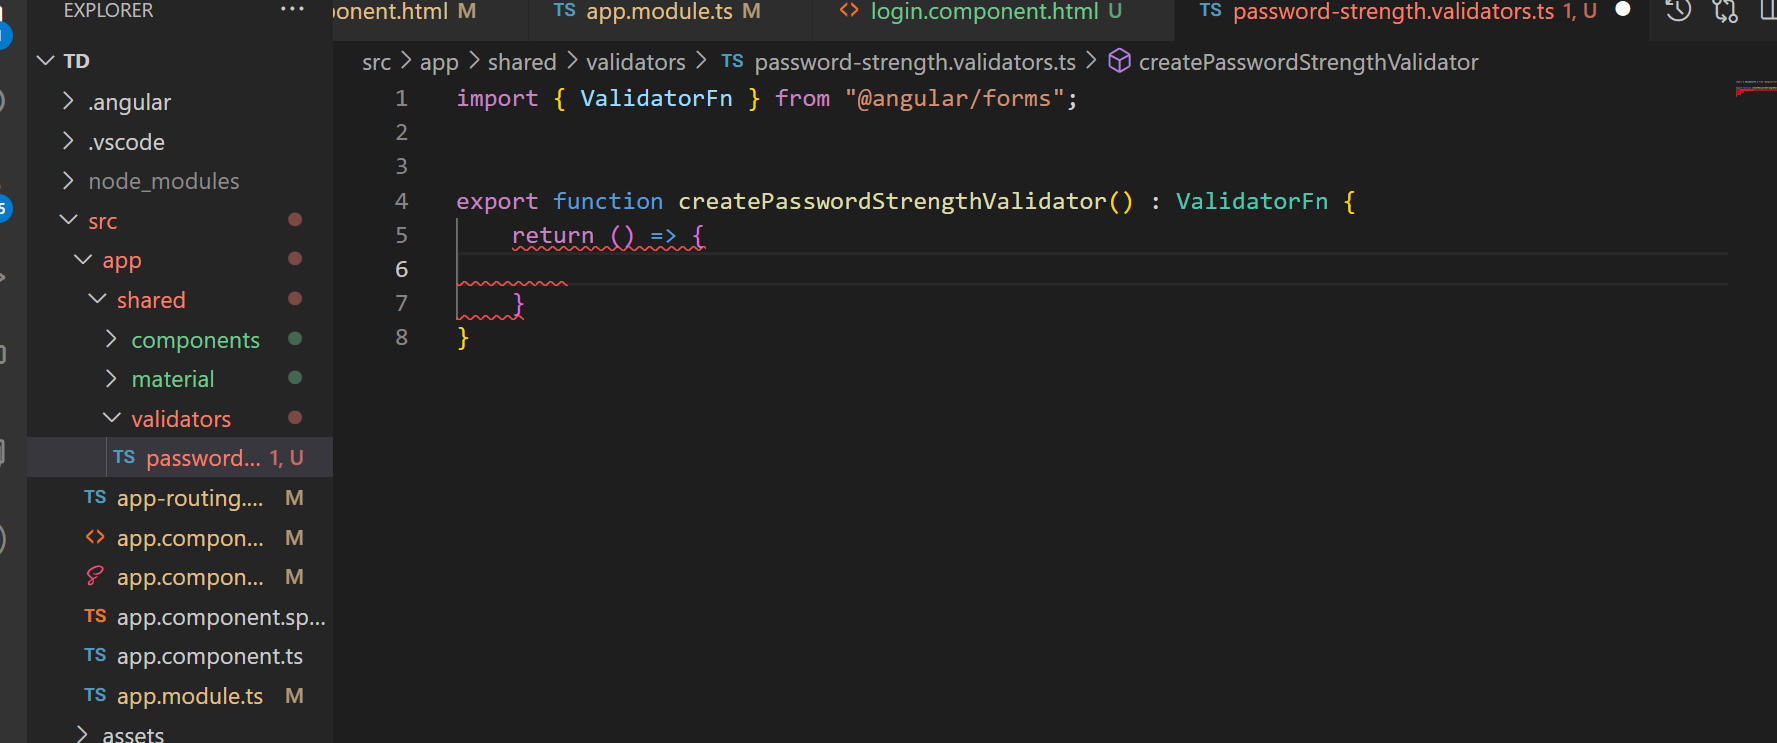 EXPLORER ···
TD
.angular
.vscode
node_modules
src
app
shared
components
material
validators
TS password... 1, U
TS app-routing.... M
<> app.compon... M
app.compon... M
TS app.component.sp...
TS app.component.ts
TS app.module.ts M
assets
ponent.html M
TS app.module.ts M
<> login.component.html U
TS password-strength.validators.ts 1, U
src > app > shared > validators > TS password-strength.validators.ts > createPasswordStrengthValidator
1 import { ValidatorFn } from "@angular/forms";
2
3
4 export function createPasswordStrengthValidator() : ValidatorFn {
5 return () => {
6
7 }
8 }